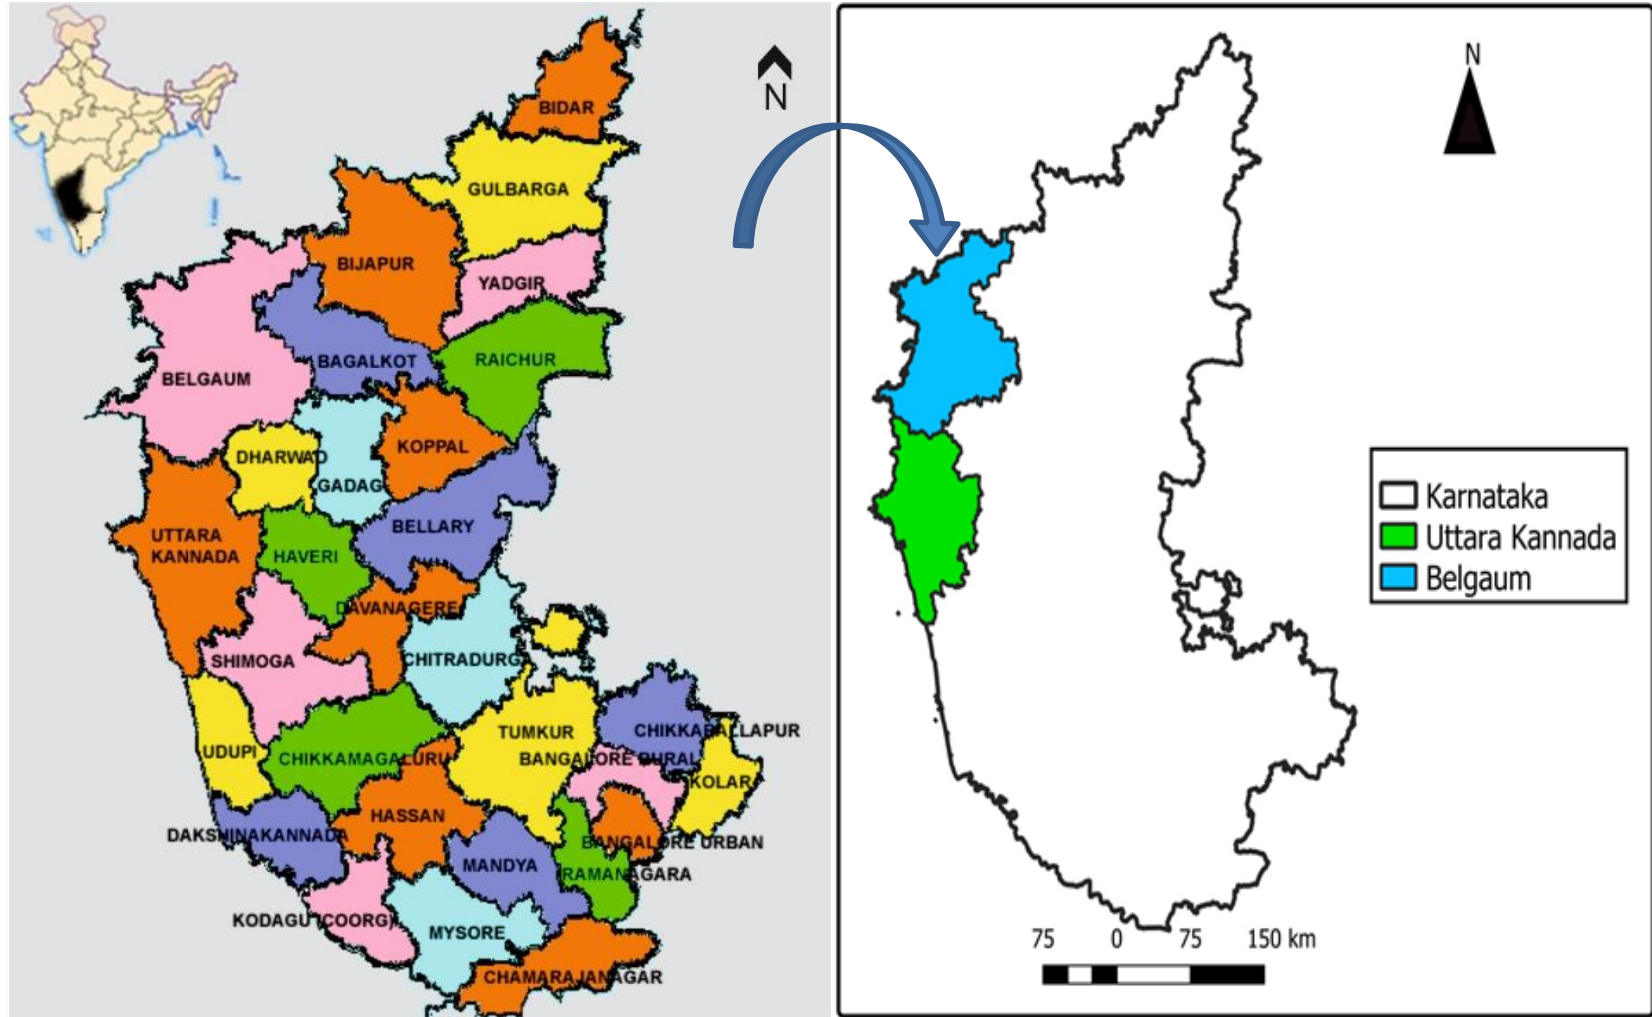 N
BIDAR
GULBARGA
BIJAPUR
YADGIR
BAGALKOT
RAICHUR
BELGAUM
KOPPAL
DHARWAD
GADAG
BELLARY
UTTARA
KANNADA
HAVERI
DAVANAGERE
SHIMOGA
CHITRADURGA
TUMKUR
CHIKKABALLAPUR
UDUPI
CHIKKAMAGALURU
BANGALORE RURAL
KOLAR
HASSAN
DAKSHINAKANNADA
BANGALORE URBAN
MANDYA
RAMANAGARA
KODAGU (COORG)
MYSORE
CHAMARAJANAGAR
N
Karnataka
Uttara Kannada
Belgaum
75 0 75 150 km